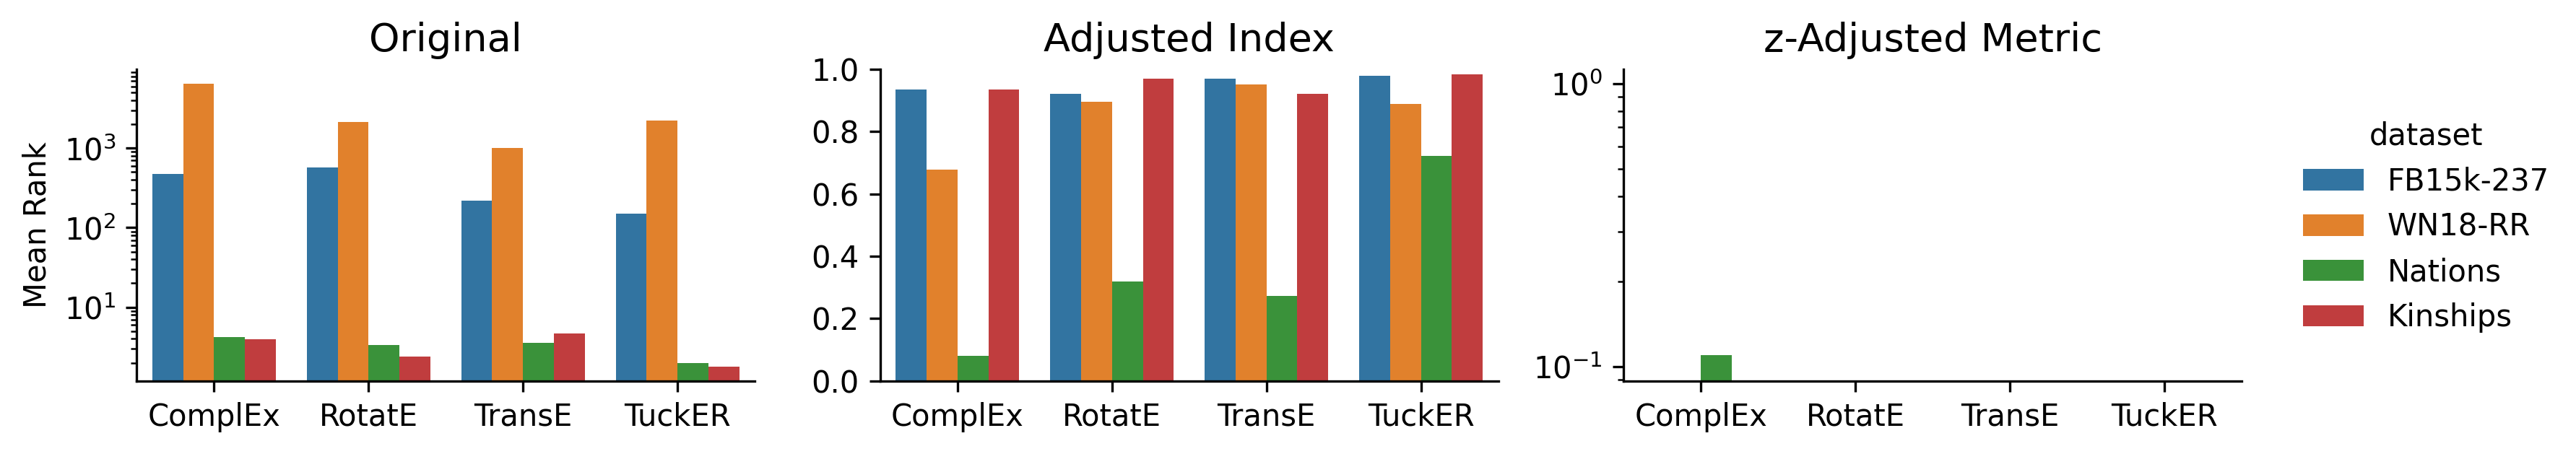 Original
Mean Rank
10³
10²
10¹
ComplEx RotatE TransE TuckER
Adjusted Index
1.0
0.8
0.6
0.4
0.2
0.0
ComplEx RotatE TransE TuckER
z-Adjusted Metric
10⁰
10⁻¹
ComplEx RotatE TransE TuckER
dataset
FB15k-237
WN18-RR
Nations
Kinships